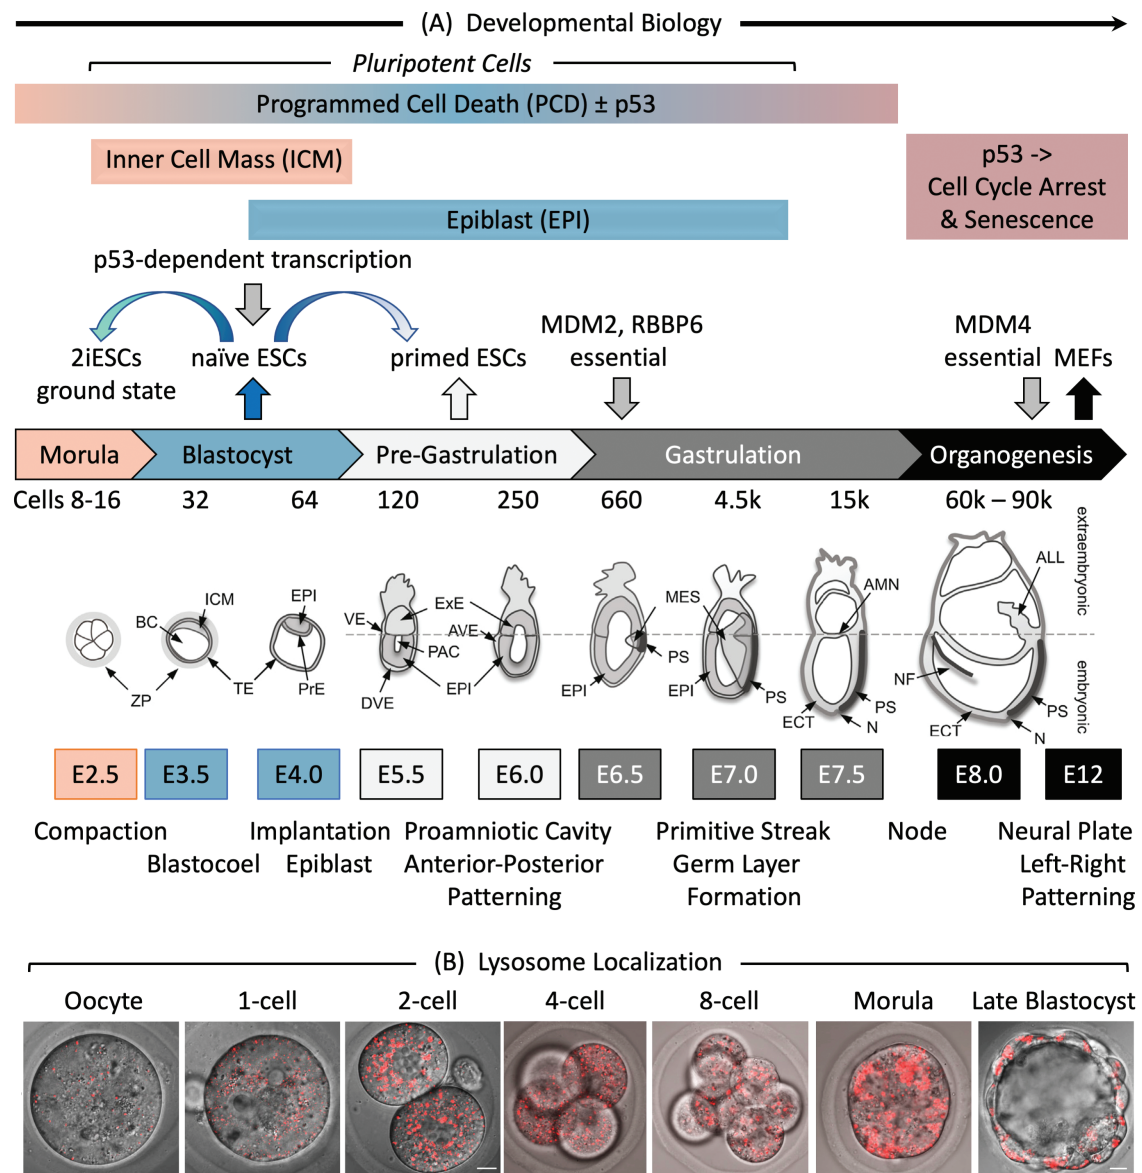 (A) Developmental Biology
Pluripotent Cells
Programmed Cell Death (PCD) ± p53
Inner Cell Mass (ICM)
p53 ->
Cell Cycle Arrest
& Senescence
Epiblast (EPI)
p53-dependent transcription
2iESCs
ground state
naïve ESCs
primed ESCs
MDM2, RBBP6
essential
MDM4
essential
MEFs
Morula
Blastocyst
Pre-Gastrulation
Gastrulation
Organogenesis
Cells 8-16
32
64
120
250
660
4.5k
15k
60k – 90k
extraembryonic
embryonic
BC
ICM
ZP
TE
EPI
PrE
VE
ExE
AVE
PAC
DVE
EPI
MES
PS
EPI
EPI
PS
AMN
ECT
PS
N
ALL
NF
ECT
PS
N
E2.5
E3.5
E4.0
E5.5
E6.0
E6.5
E7.0
E7.5
E8.0
E12
Compaction
Blastocoel
Implantation
Epiblast
Proamniotic Cavity
Anterior-Posterior
Patterning
Primitive Streak
Germ Layer
Formation
Node
Neural Plate
Left-Right
Patterning
(B) Lysosome Localization
Oocyte
1-cell
2-cell
4-cell
8-cell
Morula
Late Blastocyst